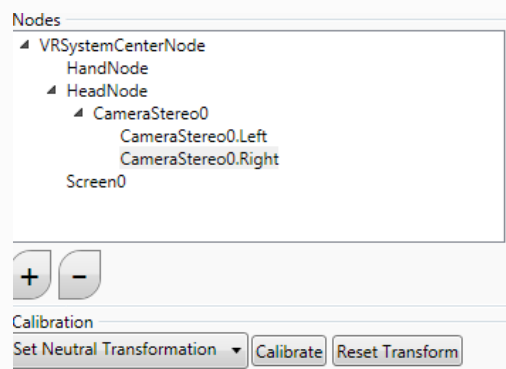 Nodes
VRSystemCenterNode
HandNode
HeadNode
CameraStereo0
CameraStereo0.Left
CameraStereo0.Right
Screen0
+ -
Calibration
Set Neutral Transformation Calibrate Reset Transform